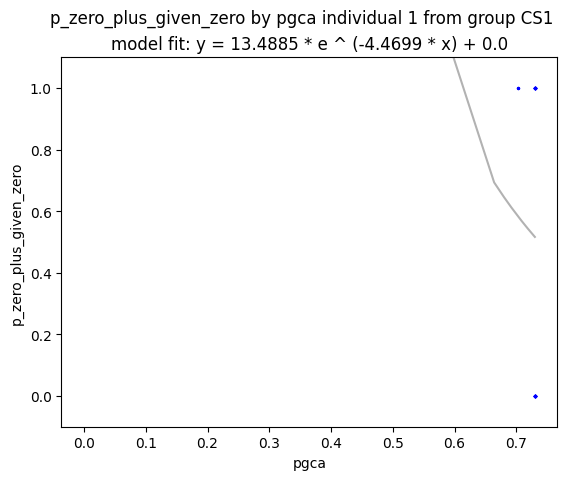 p_zero_plus_given_zero by pgca individual 1 from group CS1
model fit: y = 13.4885 * e ^ (-4.4699 * x) + 0.0
1.0
0.8
0.6
0.4
0.2
0.0
p_zero_plus_given_zero
0.0 0.1 0.2 0.3 0.4 0.5 0.6 0.7
pgca